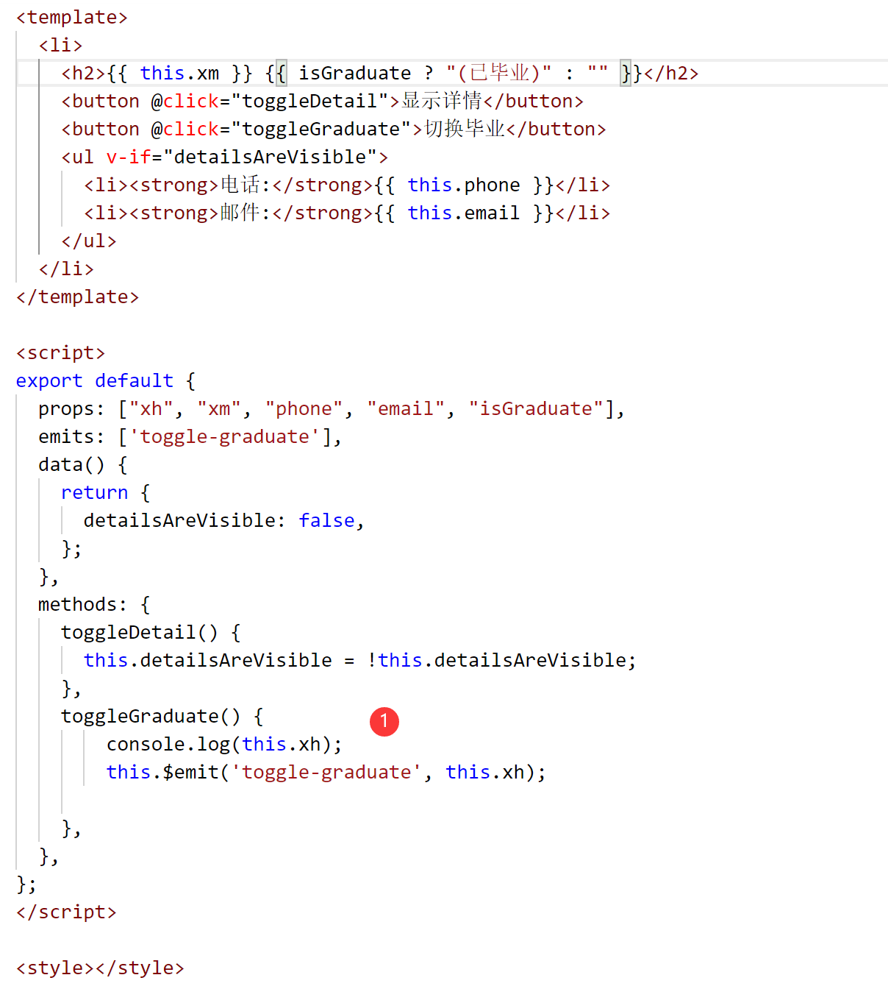 <template>
  <li>
    <h2>{{ this.xm }} {{ isGraduate ? "(已毕业)" : "" }}</h2>
    <button @click="toggleDetail">显示详情</button>
    <button @click="toggleGraduate">切换毕业</button>
    <ul v-if="detailsAreVisible">
      <li><strong>电话:</strong>{{ this.phone }}</li>
      <li><strong>邮件:</strong>{{ this.email }}</li>
    </ul>
  </li>
</template>

<script>
export default {
  props: ["xh", "xm", "phone", "email", "isGraduate"],
  emits: ['toggle-graduate'],
  data() {
    return {
      detailsAreVisible: false,
    };
  },
  methods: {
    toggleDetail() {
      this.detailsAreVisible = !this.detailsAreVisible;
    },
    toggleGraduate() {
1
        console.log(this.xh);
        this.$emit('toggle-graduate', this.xh);

    },
  },
};
</script>

<style></style>